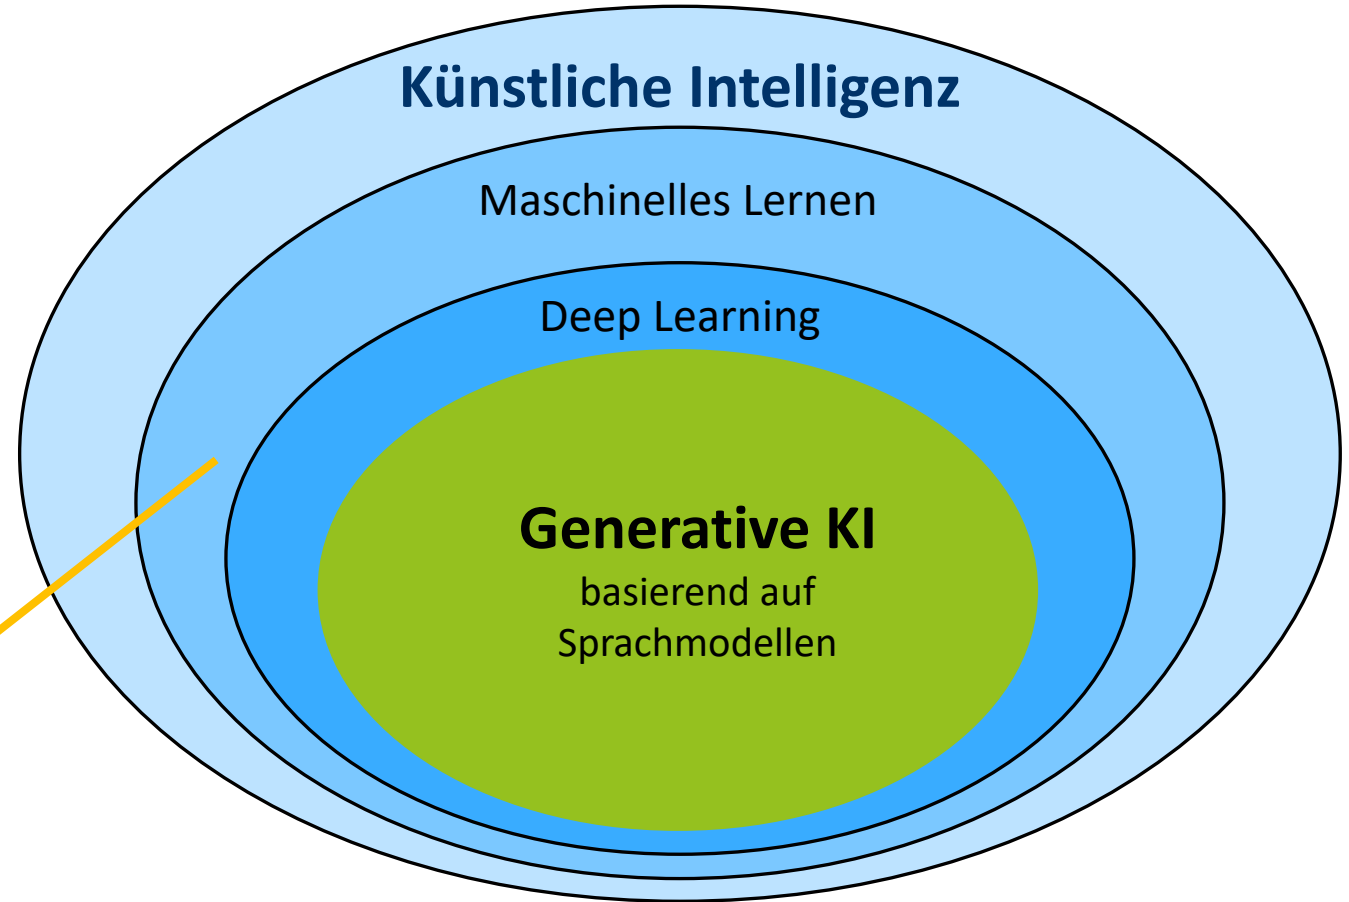 Künstliche Intelligenz
Maschinelles Lernen
Deep Learning
Generative KI
basierend auf
Sprachmodellen